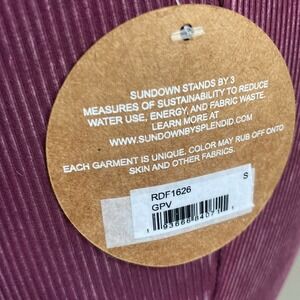 SUNDOWN STANDS BY 3
MEASURES OF SUSTAINABILITY TO REDUCE
WATER USE, ENERGY, AND FABRIC WASTE.
LEARN MORE AT
WWW.SUNDOWNBYSPLENDID.COM
EACH GARMENT IS UNIQUE. COLOR MAY RUB OFF ONTO
SKIN AND OTHER FABRICS.
RDF1626
S
GPV